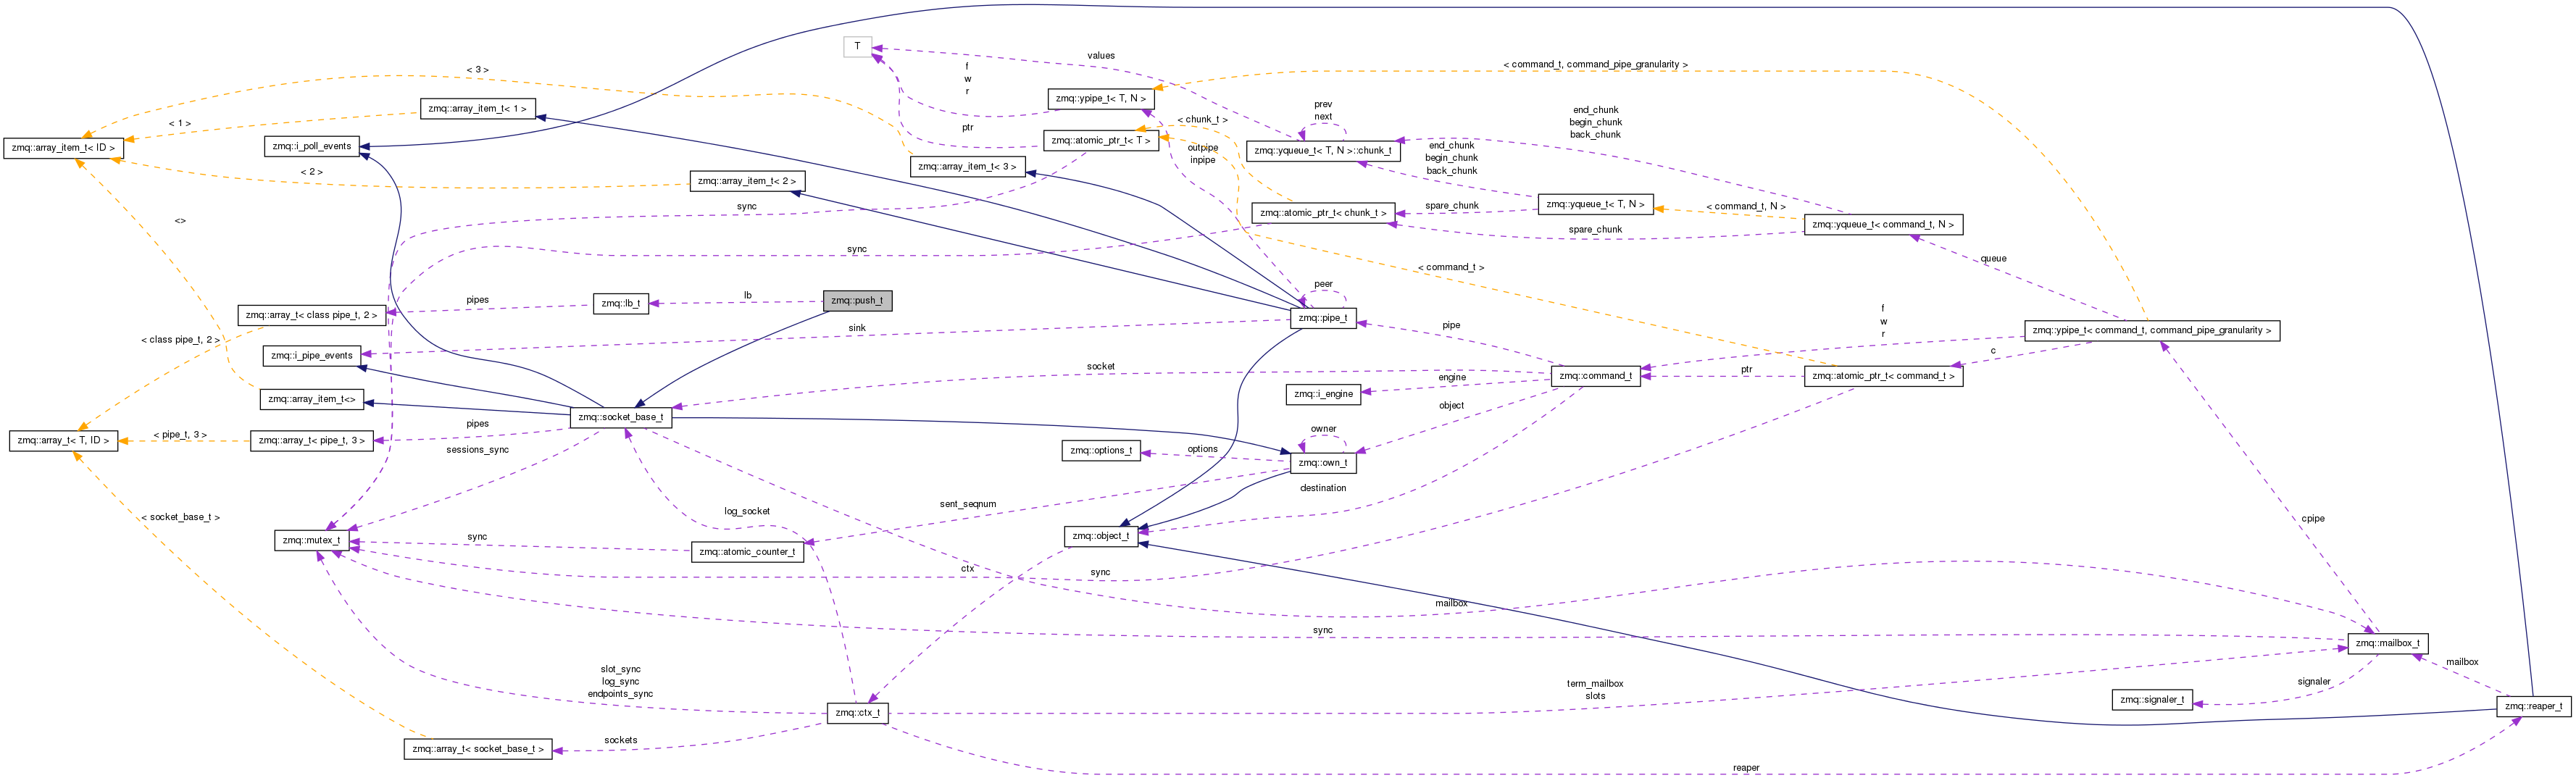 T
values
< 3 >
f
w
r
< command_t, command_pipe_granularity >
zmq::array_item_t< 1 >
zmq::ypipe_t< T, N >
prev
next
end_chunk
begin_chunk
back_chunk
< 1 >
ptr
< chunk_t >
zmq::array_item_t< ID >
zmq::i_poll_events
zmq::atomic_ptr_t< T >
outpipe
inpipe
zmq::yqueue_t< T, N >::chunk_t
end_chunk
begin_chunk
back_chunk
< 2 >
zmq::array_item_t< 3 >
zmq::array_item_t< 2 >
sync
zmq::atomic_ptr_t< chunk_t >
spare_chunk
zmq::yqueue_t< T, N >
< command_t, N >
<>
zmq::yqueue_t< command_t, N >
spare_chunk
sync
queue
< command_t >
zmq::array_t< class pipe_t, 2 >
pipes
zmq::lb_t
lb
zmq::push_t
peer
zmq::pipe_t
sink
pipe
f
w
r
zmq::ypipe_t< command_t, command_pipe_granularity >
< class pipe_t, 2 >
zmq::i_pipe_events
c
socket
zmq::command_t
ptr
zmq::atomic_ptr_t< command_t >
engine
zmq::i_engine
zmq::array_item_t<>
object
zmq::socket_base_t
zmq::array_t< T, ID >
< pipe_t, 3 >
zmq::array_t< pipe_t, 3 >
pipes
owner
sessions_sync
zmq::options_t
options
zmq::own_t
destination
< socket_base_t >
log_socket
sent_seqnum
cpipe
zmq::mutex_t
sync
zmq::atomic_counter_t
zmq::object_t
ctx
sync
mailbox
sync
zmq::mailbox_t
mailbox
slot_sync
log_sync
endpoints_sync
term_mailbox
slots
signaler
zmq::signaler_t
zmq::ctx_t
zmq::reaper_t
zmq::array_t< socket_base_t >
sockets
reaper